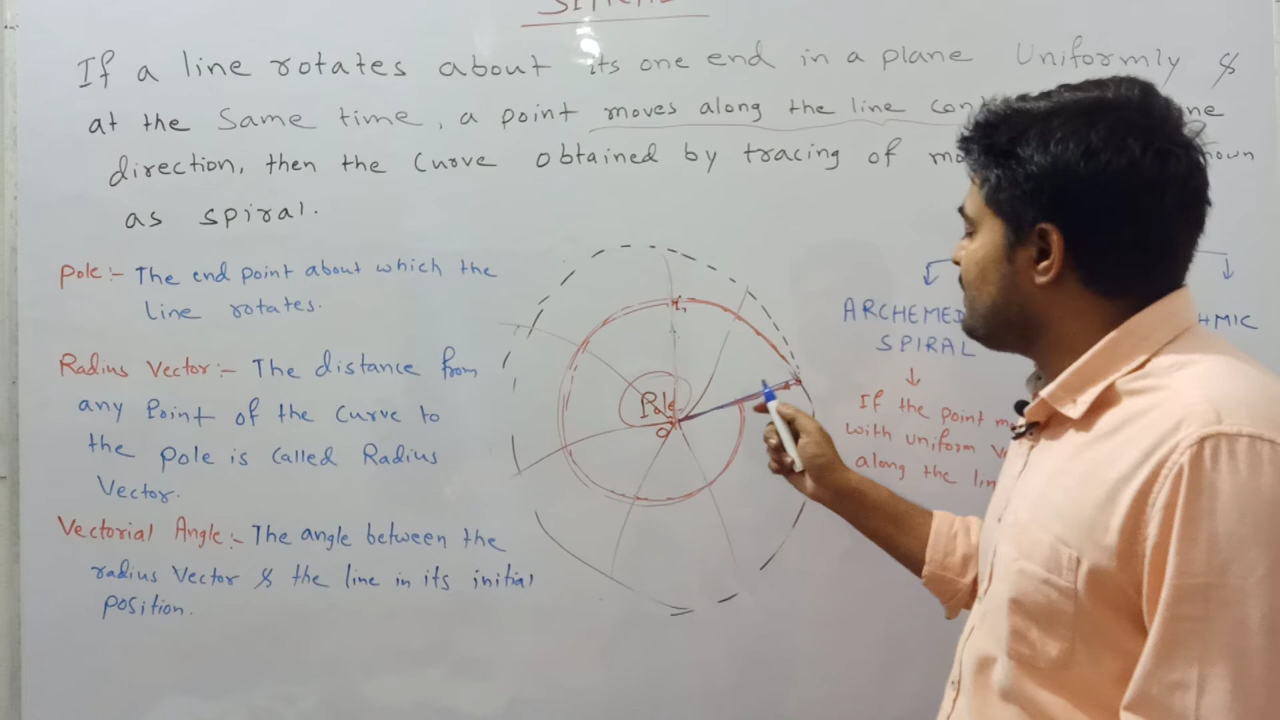 If a line rotates about its one end in a plane Uniformly &
at the Same time, a point moves along the line ne
direction, then the Curve obtained by tracing of
as spiral.
Pole:- The end point about which the
line rotates.
Radius Vector:- The distance from
any Point of the Curve to
the Pole is called Radius
Vector.
Vectorial Angle:- The angle between the
radius Vector & the line in its initial
position.
Pole
O
ARCHEMED HMIC
SPIRAL
If the point m
with uniform
along the lin